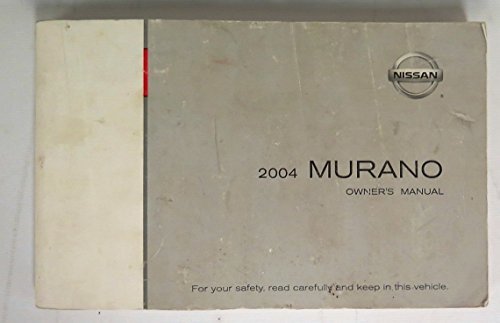 NISSAN
2004 MURANO
OWNER'S MANUAL
For your safety, read carefully and keep in this vehicle.